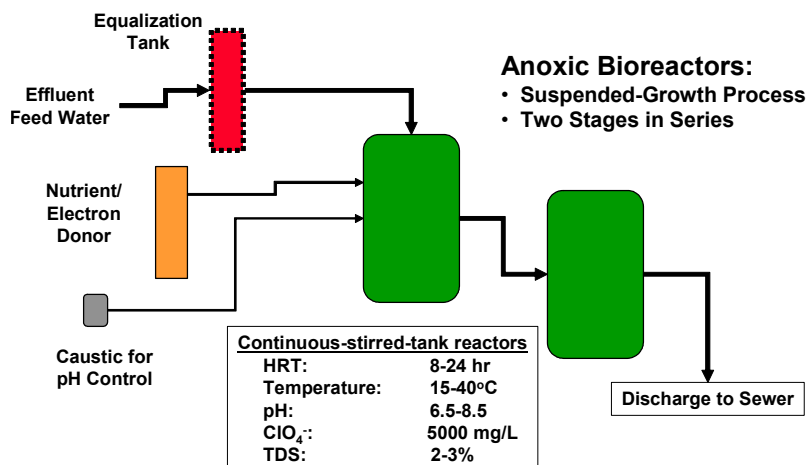 Equalization
Tank
Effluent
Feed Water
Nutrient/
Electron
Donor
Caustic for
pH Control
Anoxic Bioreactors:
• Suspended-Growth Process
• Two Stages in Series
Continuous-stirred-tank reactors
HRT: 8-24 hr
Temperature: 15-40°C
pH: 6.5-8.5
ClO₄⁻: 5000 mg/L
TDS: 2-3%
Discharge to Sewer